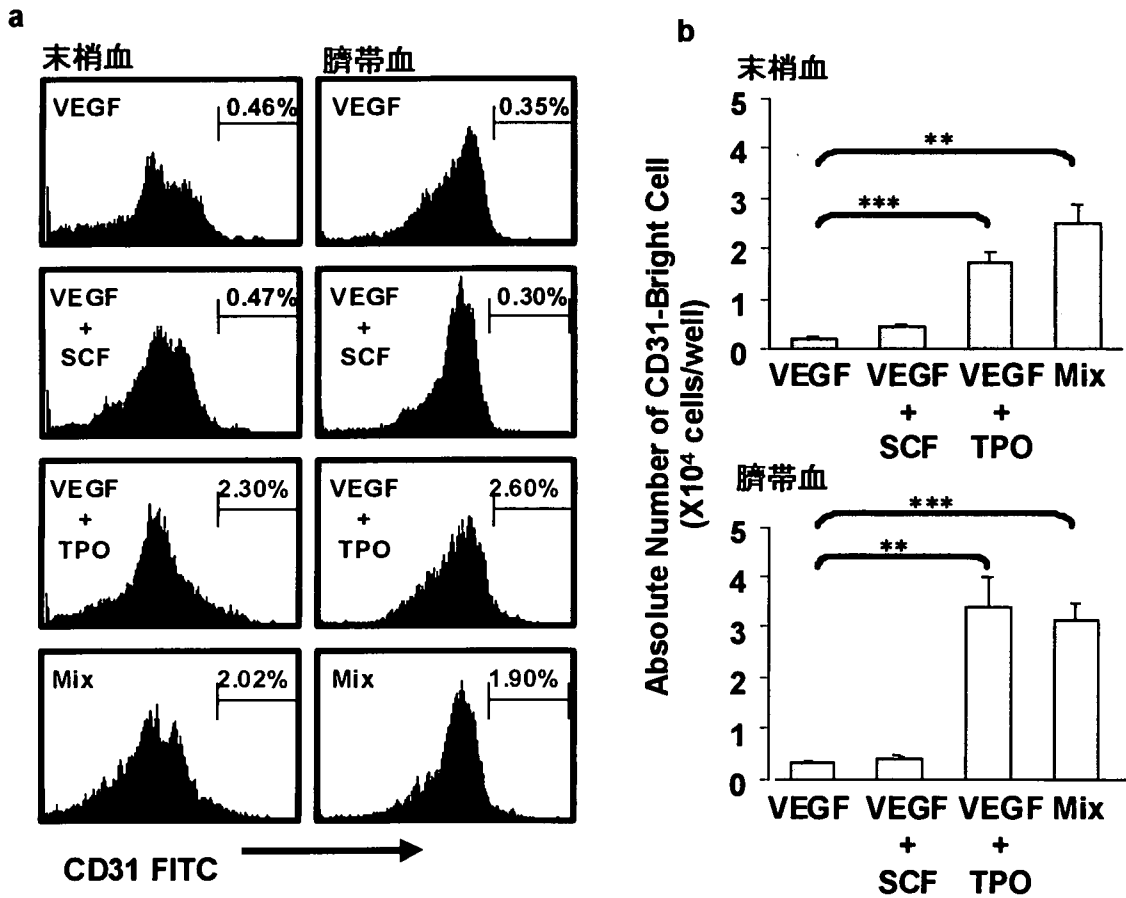 a
末梢血
臍帯血
VEGF
0.46%
VEGF
0.35%
VEGF
+
SCF
0.47%
VEGF
+
SCF
0.30%
VEGF
+
TPO
2.30%
VEGF
+
TPO
2.60%
Mix
2.02%
Mix
1.90%
CD31 FITC
b
Absolute Number of CD31-Bright Cell
(X10⁴ cells/well)
末梢血
5
4
3
2
1
0
**
***
VEGF VEGF VEGF Mix
+ +
SCF TPO
臍帯血
5
4
3
2
1
0
***
**
VEGF VEGF VEGF Mix
+ +
SCF TPO